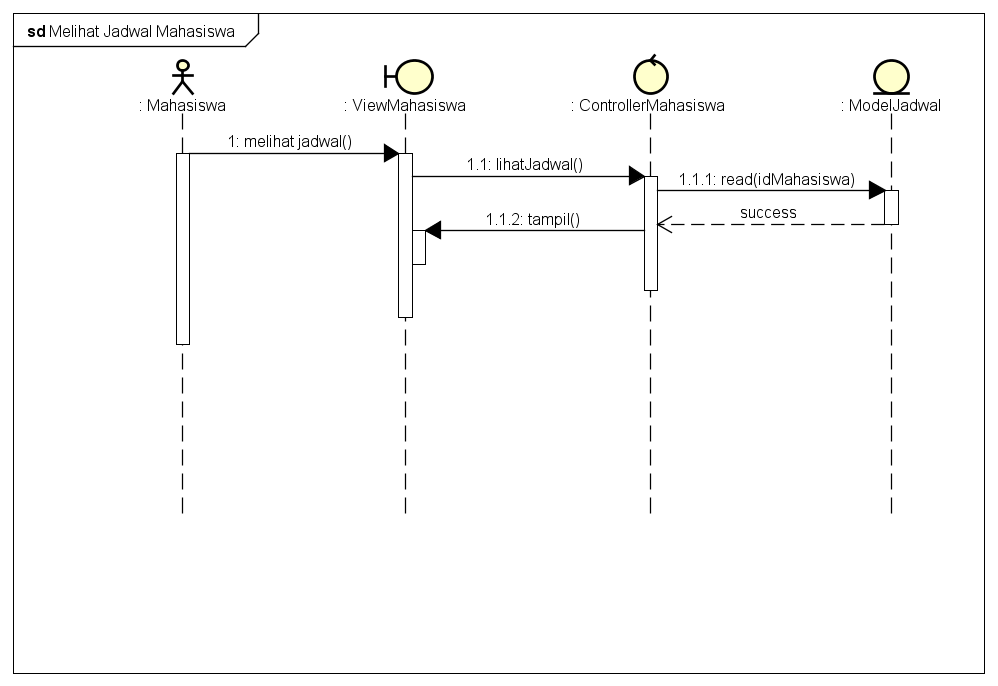 sd Melihat Jadwal Mahasiswa
: Mahasiswa
: ViewMahasiswa
: ControllerMahasiswa
: ModelJadwal
1: melihat jadwal()
1.1: lihatJadwal()
1.1.1: read(idMahasiswa)
success
1.1.2: tampil()